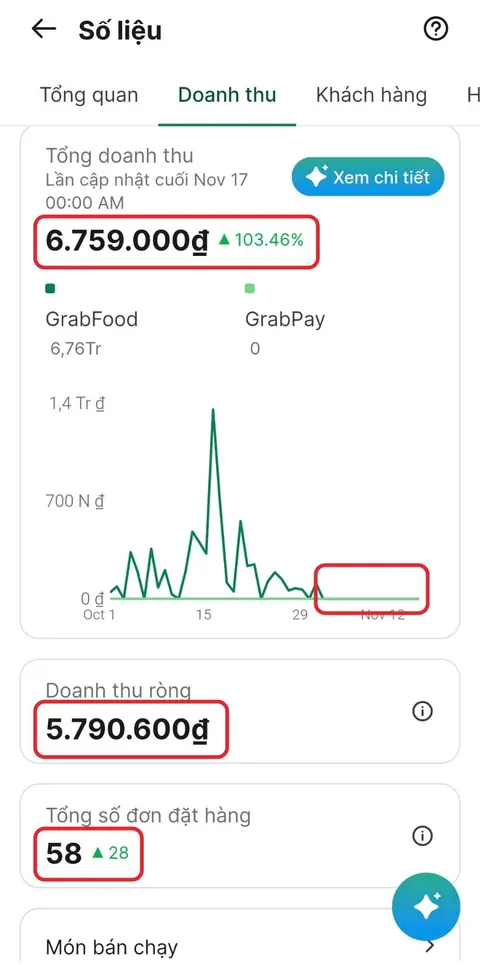 Số liệu
Tổng quan Doanh thu Khách hàng H
Tổng doanh thu
Lần cập nhật cuối Nov 17
00:00 AM
Xem chi tiết
6.759.000₫ ▲ 103.46%
GrabFood GrabPay
6,76Tr 0
1,4 Tr ₫
700 N ₫
0 ₫
Oct 1 15 29 Nov 12
Doanh thu ròng
5.790.600₫
Tổng số đơn đặt hàng
58 ▲ 28
Món bán chạy